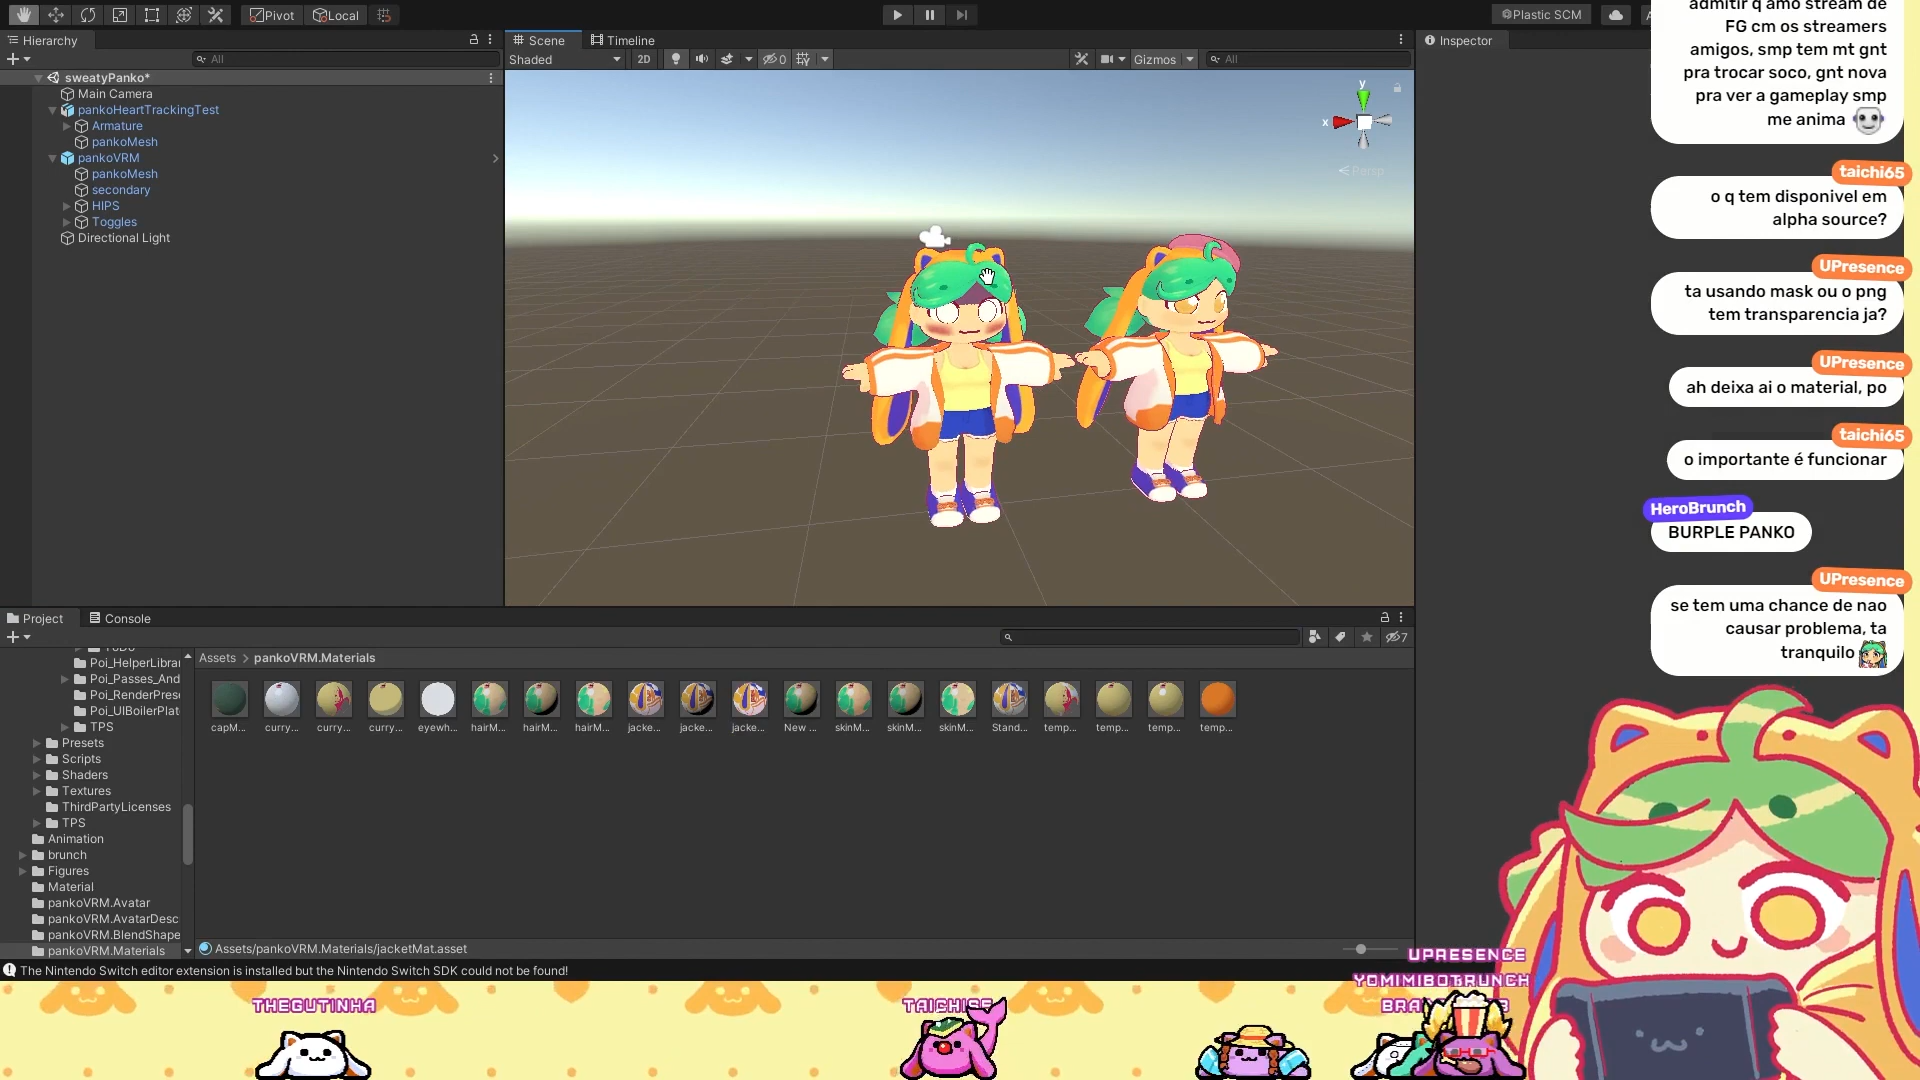 Pivot
Local
Plastic SCM
Hierarchy
All
sweatyPanko*
Main Camera
pankoHeartTrackingTest
Armature
pankoMesh
pankoVRM
pankoMesh
secondary
HIPS
Toggles
Directional Light
Scene
Timeline
Shaded
2D
0
Gizmos
All
y
x
Persp
Inspector
admitir q amo stream de
FG cm os streamers
amigos, smp tem mt gnt
pra trocar soco, gnt nova
pra ver a gameplay smp
me anima
taichi65
o q tem disponivel em
alpha source?
UPresence
ta usando mask ou o png
tem transparencia ja?
UPresence
ah deixa ai o material, po
taichi65
o importante é funcionar
HeroBrunch
BURPLE PANKO
UPresence
se tem uma chance de nao
causar problema, ta
tranquilo
Project
Console
7
Poi_HelperLibrar
Poi_Passes_And
Poi_RenderPrese
Poi_UIBoilerPlat
TPS
Presets
Scripts
Shaders
Textures
ThirdPartyLicenses
TPS
Animation
brunch
Figures
Material
pankoVRM.Avatar
pankoVRM.AvatarDesc
pankoVRM.BlendShape
pankoVRM.Materials
Assets > pankoVRM.Materials
capM...
curry...
curry...
curry...
eyewh...
hairM...
hairM...
hairM...
jacke...
jacke...
jacke...
New ...
skinM...
skinM...
skinM...
Stand...
temp...
temp...
temp...
temp...
Assets/pankoVRM.Materials/jacketMat.asset
The Nintendo Switch editor extension is installed but the Nintendo Switch SDK could not be found!
THEGUTINHA
UPRESENCE